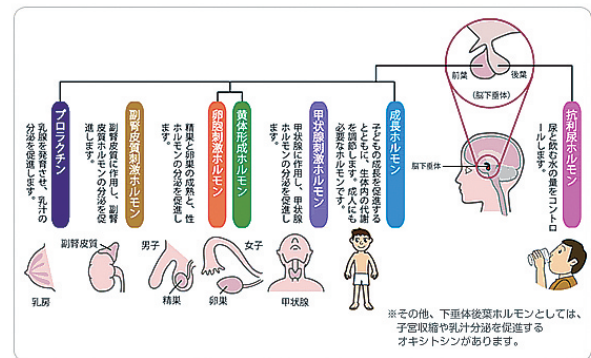 前葉
後葉
（脳下垂体）
抗利尿ホルモン
尿と飲む水の量をコントロ
ールします。
脳下垂体
成長ホルモン
子どもの成長を促進する
とともに、生体内の代謝
を調節します。成人にも
必要なホルモンです。
甲状腺刺激ホルモン
甲状腺に作用し、甲状腺
ホルモンの分泌を促進し
ます。
甲状腺
黄体形成ホルモン
卵胞刺激ホルモン
精巣と卵巣の成熟と、性
ホルモンの分泌を促進し
ます。
女子
卵巣
男子
精巣
副腎皮質刺激ホルモン
副腎皮質に作用し、副腎
皮質ホルモンの分泌を促
進します。
副腎皮質
プロラクチン
乳腺を発育させ、乳汁の
分泌を促進します。
乳房
※その他、下垂体後葉ホルモンとしては、
子宮収縮や乳汁分泌を促進する
オキシトシンがあります。